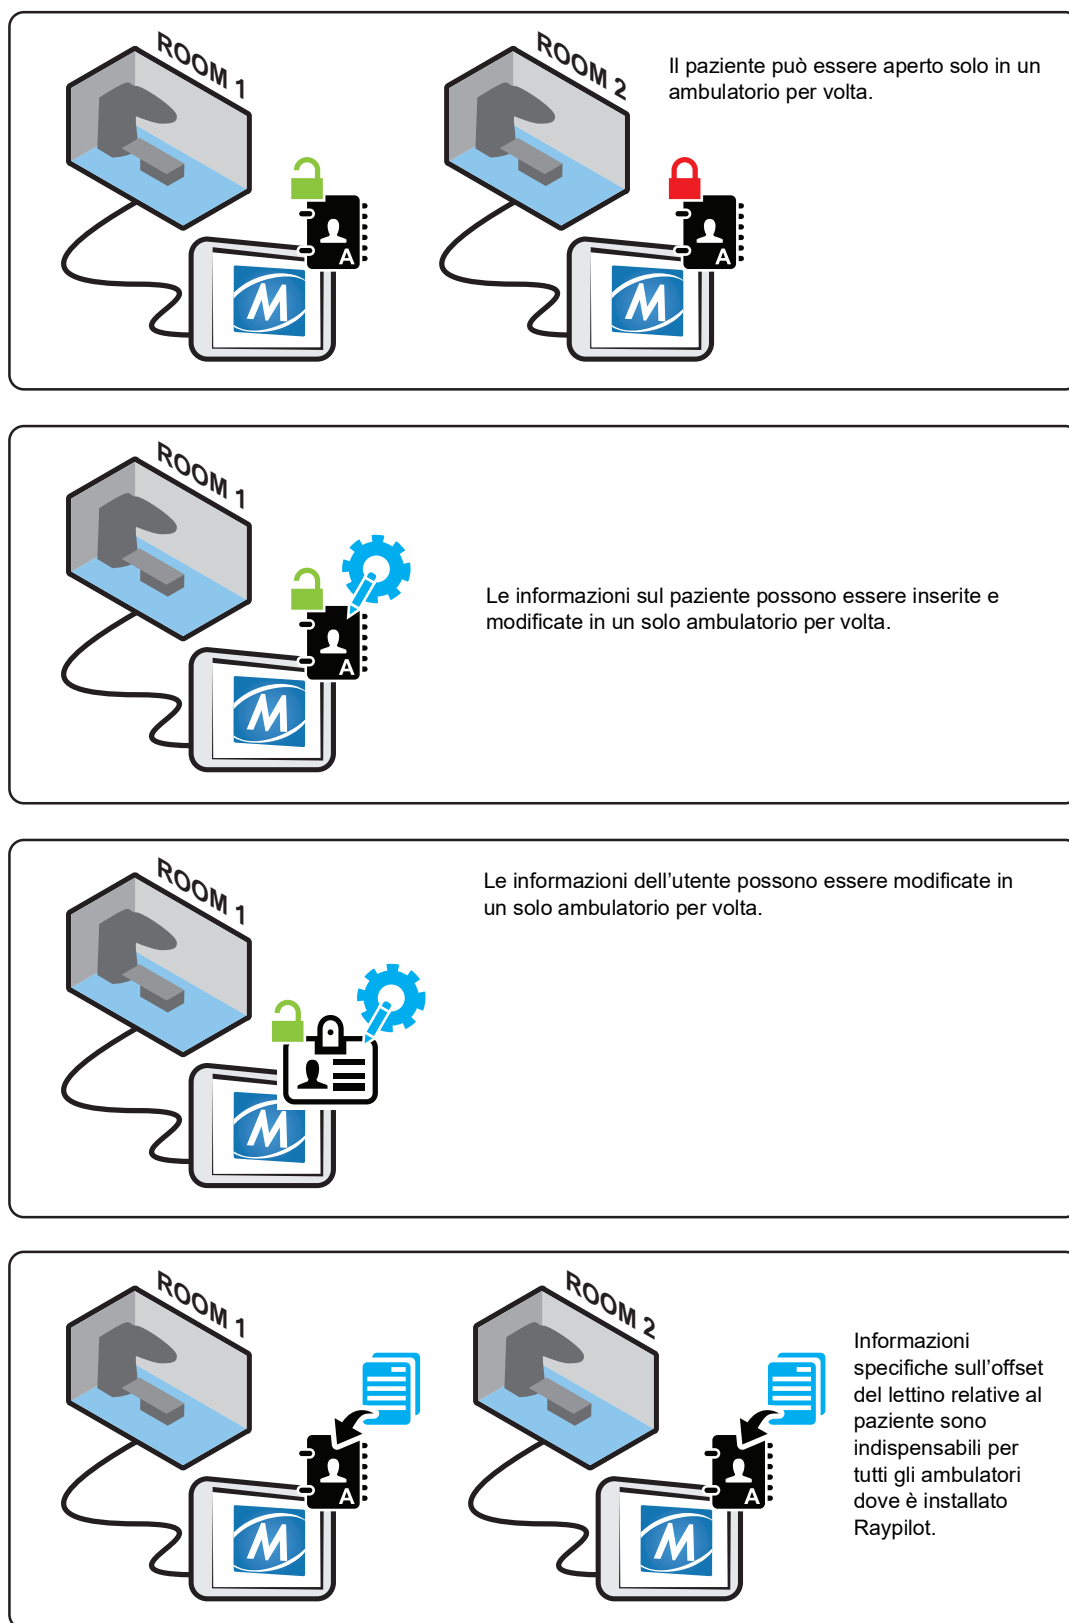 ROOM 1
ROOM 2
Il paziente può essere aperto solo in un
ambulatorio per volta.
A
A
M
M
ROOM 1
Le informazioni sul paziente possono essere inserite e
modificate in un solo ambulatorio per volta.
A
M
ROOM 1
Le informazioni dell’utente possono essere modificate in
un solo ambulatorio per volta.
M
ROOM 1
ROOM 2
Informazioni
specifiche sull’offset
del lettino relative al
paziente sono
indispensabili per
tutti gli ambulatori
dove è installato
Raypilot.
A
A
M
M